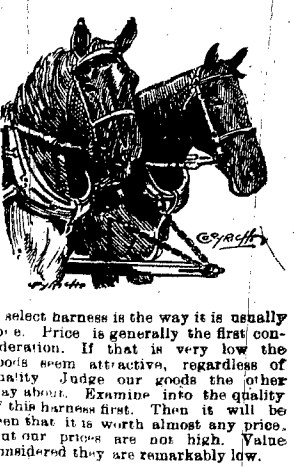 COPYRIGHT
COPYRIGHT
select harness is the way it is usually
Price is generally the first con-
deration. If that is very low the
oods seem attractive, regardless of
uality Judge our goods the other
ay about. Examine into the quality
f this harness first. Then it will be
een that it is worth almost any price.
ut our prices are not high. Value
onsidered they are remarkably low.